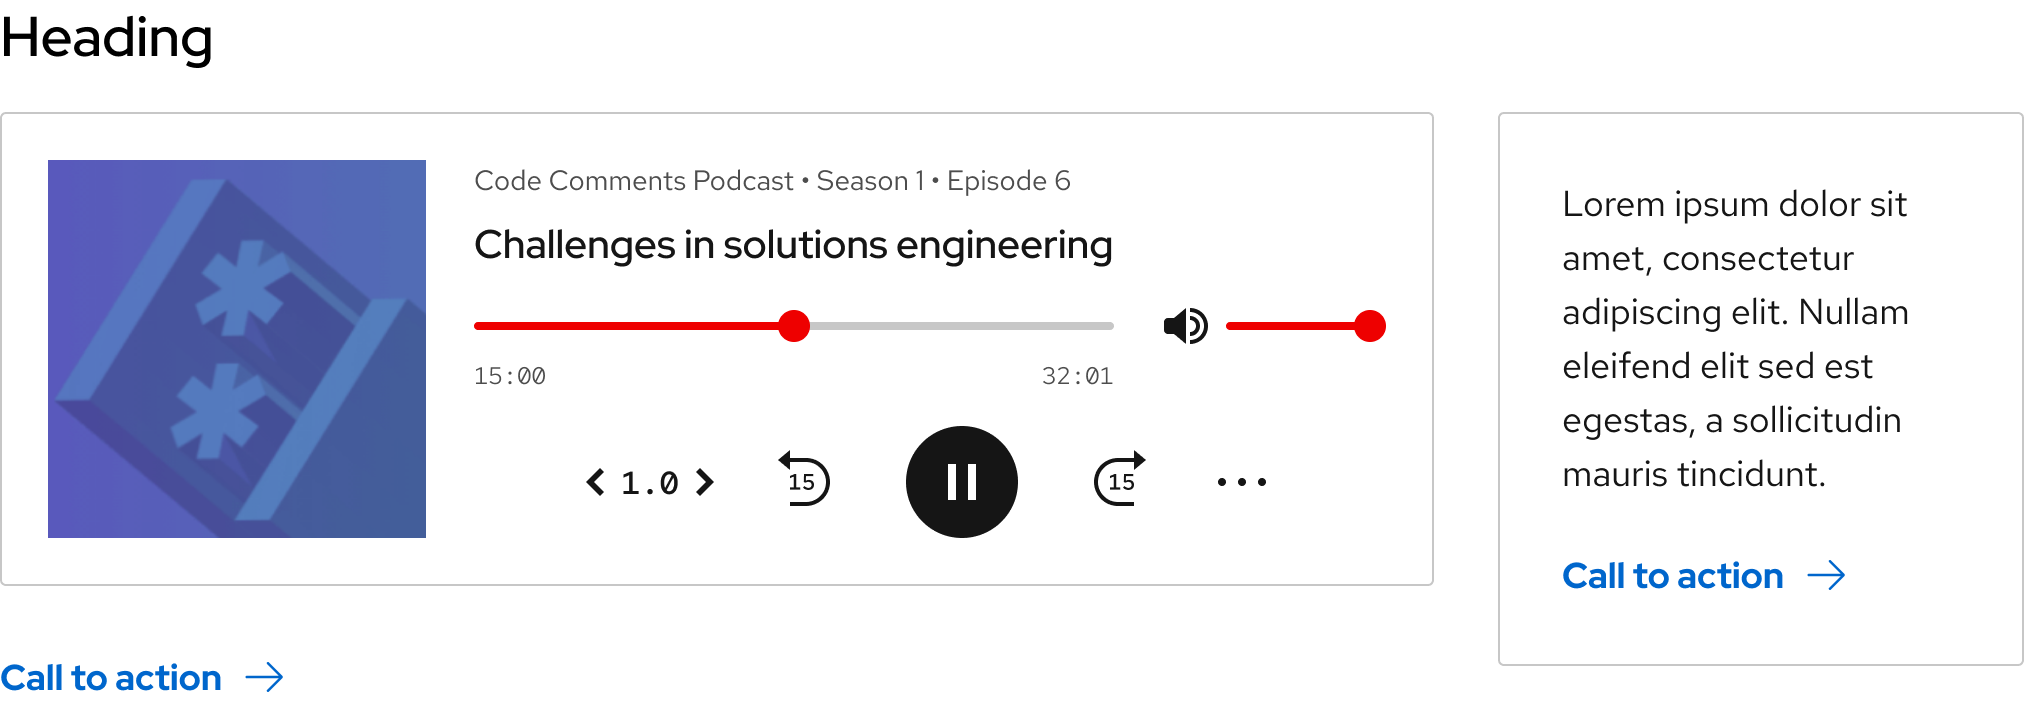 Heading
Code Comments Podcast • Season 1 • Episode 6
Challenges in solutions engineering
15:00 32:01
1.0 15 15
Call to action
Lorem ipsum dolor sit
amet, consectetur
adipiscing elit. Nullam
eleifend elit sed est
egestas, a sollicitudin
mauris tincidunt.
Call to action